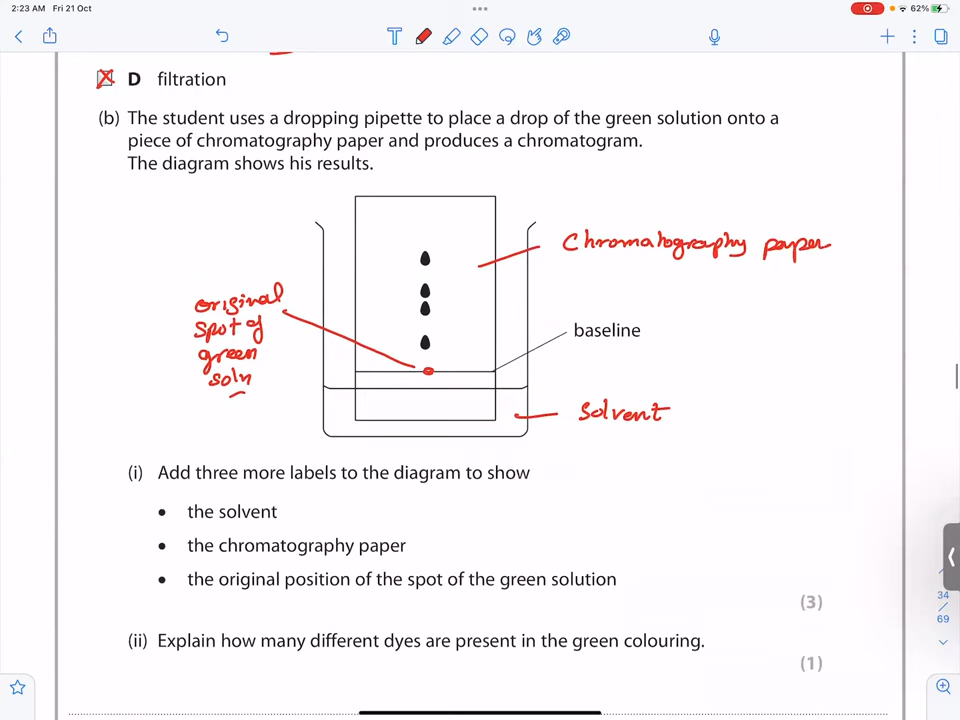 2:23 AM Fri 21 Oct
62%
D filtration
(b) The student uses a dropping pipette to place a drop of the green solution onto a
piece of chromatography paper and produces a chromatogram.
The diagram shows his results.
Chromatography paper
original
spot of
green
soln
baseline
Solvent
(i) Add three more labels to the diagram to show
• the solvent
• the chromatography paper
• the original position of the spot of the green solution
(3)
(ii) Explain how many different dyes are present in the green colouring.
(1)
34
/
69